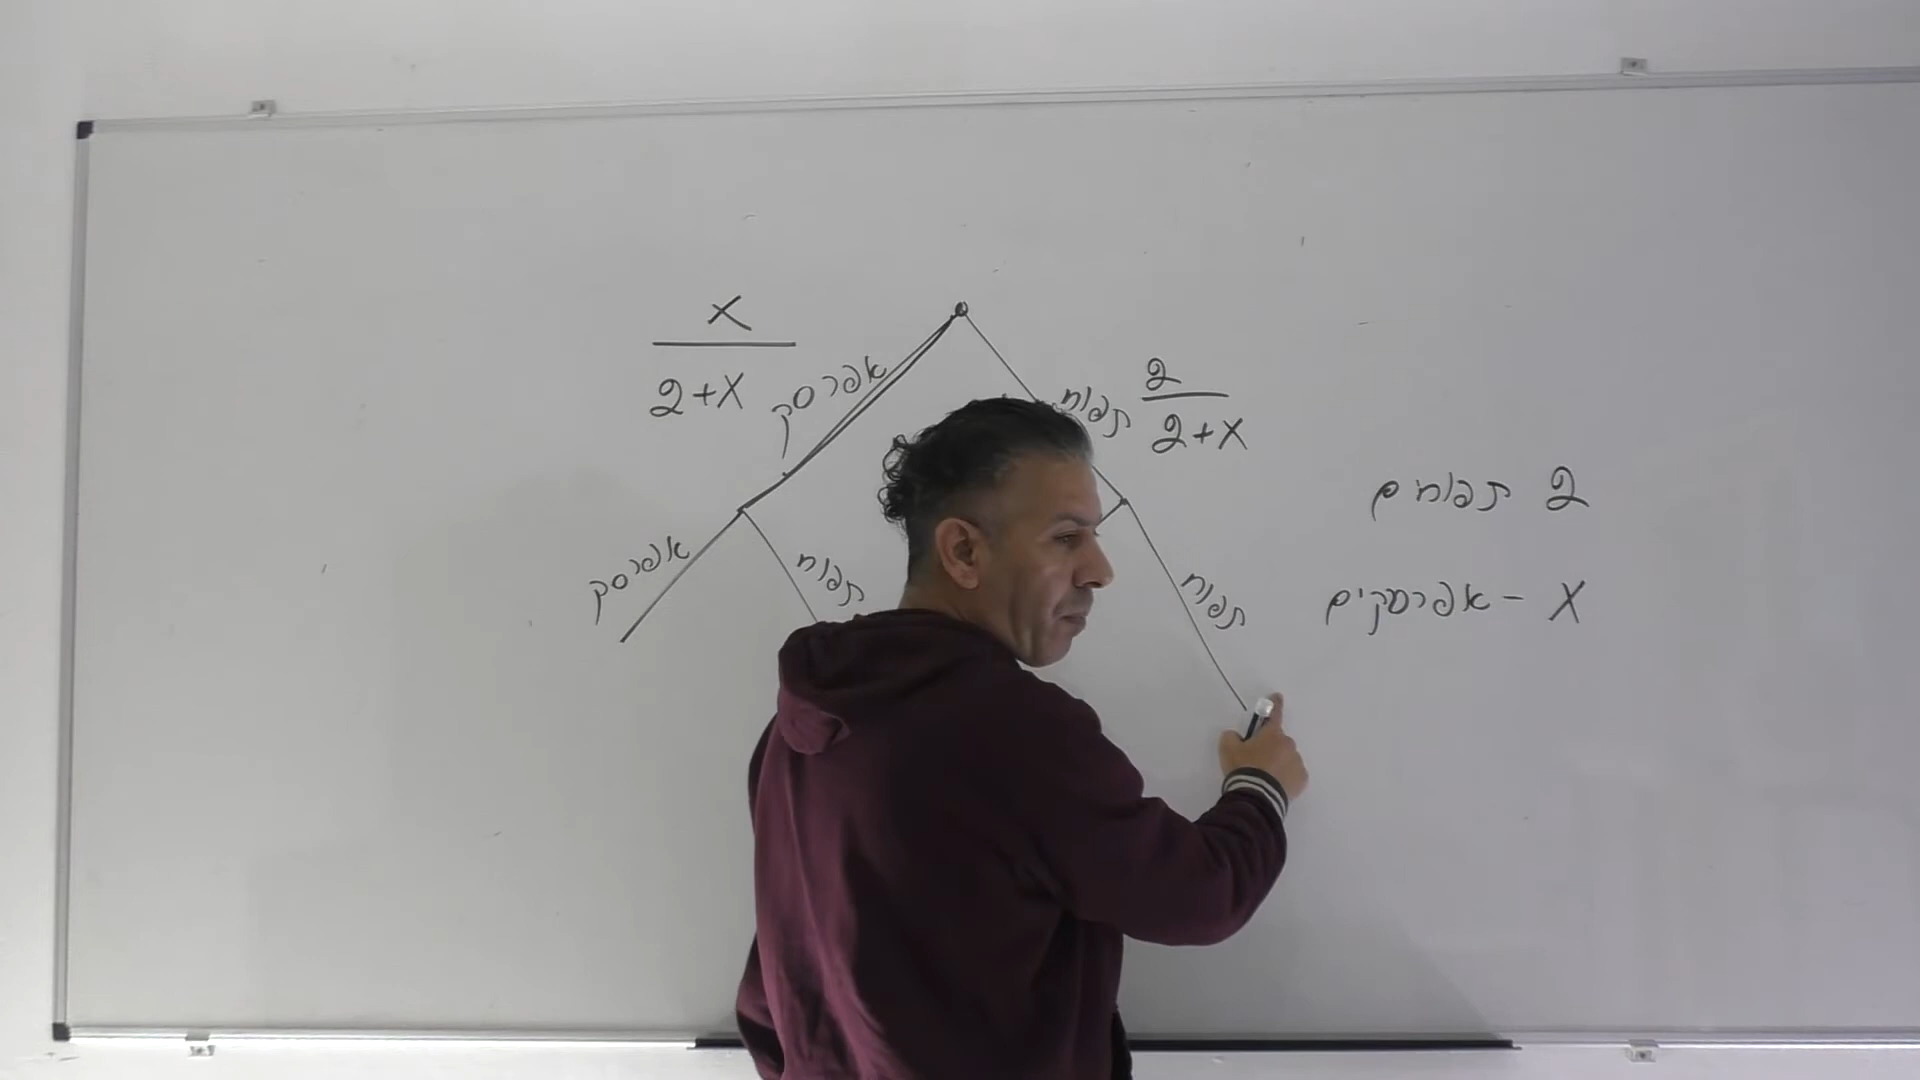 x
2+x
אפרסק
תפוח
2
2+x
אפרסק
תפוח
תפוח
2 תפוחים
x - אפרסקים